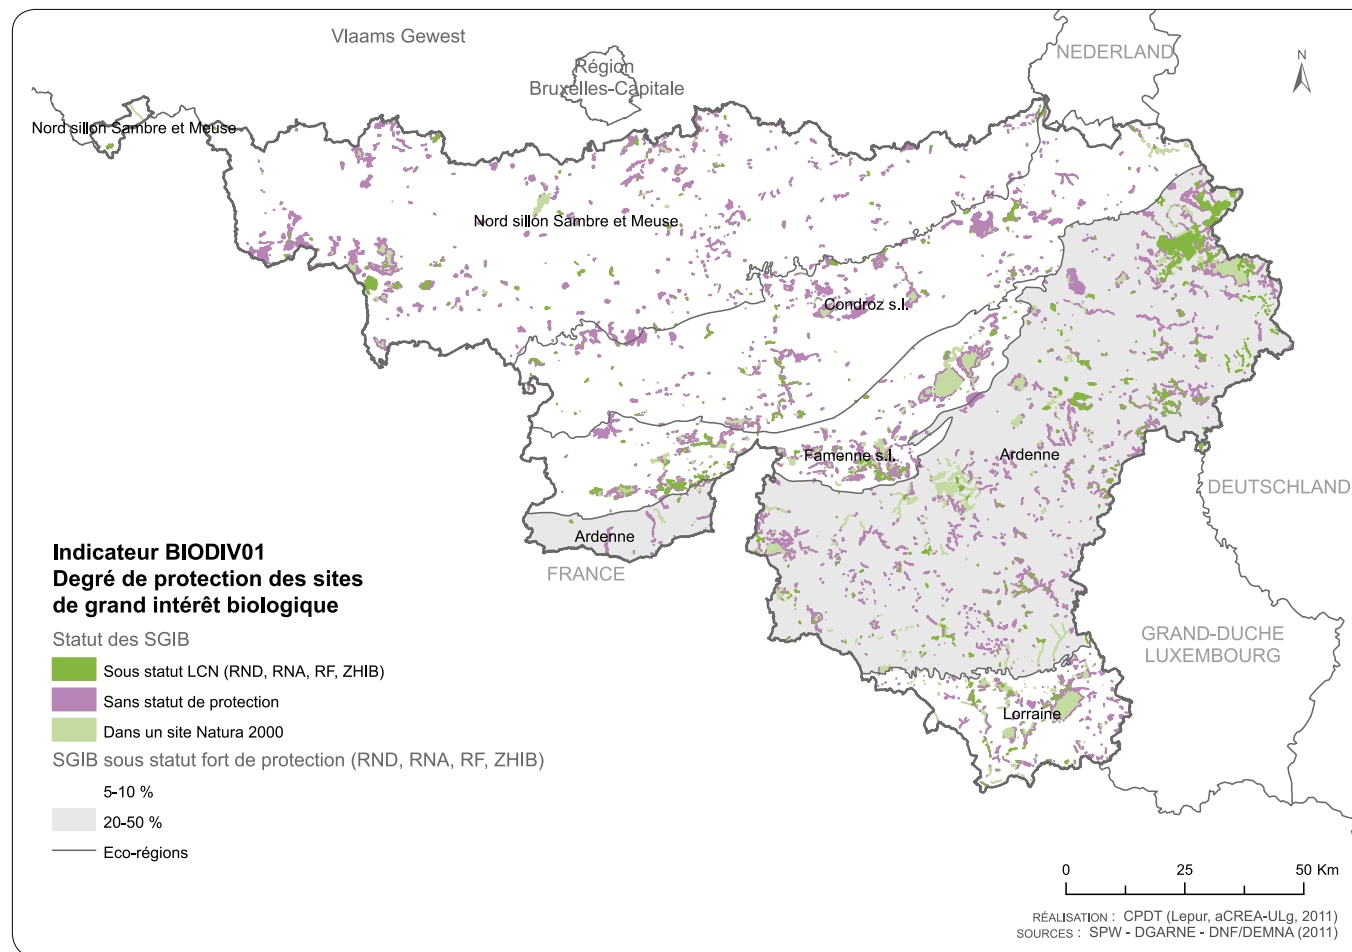 Vlaams Gewest
Région
Bruxelles-Capitale
NEDERLAND
N
Nord sillon Sambre et Meuse
Nord sillon Sambre et Meuse
Condroz s.l.
Famenne s.l.
Ardenne
DEUTSCHLAND
Ardenne
FRANCE
GRAND-DUCHE
LUXEMBOURG
Lorraine
Indicateur BIODIV01
Degré de protection des sites
de grand intérêt biologique
Statut des SGIB
Sous statut LCN (RND, RNA, RF, ZHIB)
Sans statut de protection
Dans un site Natura 2000
SGIB sous statut fort de protection (RND, RNA, RF, ZHIB)
5-10 %
20-50 %
Eco-régions
0 25 50 Km
RÉALISATION : CPDT (Lepur, aCREA-ULg, 2011)
SOURCES : SPW - DGARNE - DNF/DEMNA (2011)